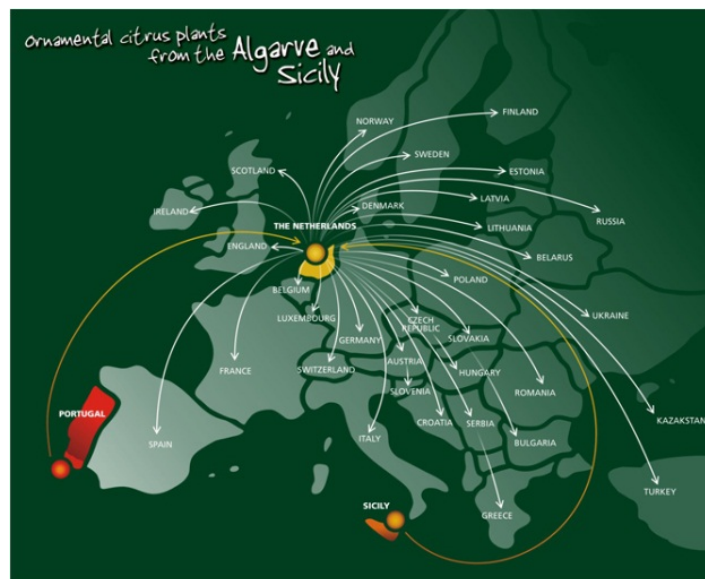 Ornamental citrus plants
from the Algarve and
Sicily
FINLAND
NORWAY
SWEDEN
SCOTLAND
ESTONIA
LATVIA
DENMARK
IRELAND
RUSSIA
THE NETHERLANDS
LITHUANIA
ENGLAND
BELARUS
POLAND
BELGIUM
LUXEMBOURG
UKRAINE
CZECH
REPUBLIC
GERMANY
SLOVAKIA
AUSTRIA
FRANCE
SWITZERLAND
HUNGARY
SLOVENIA
ROMANIA
PORTUGAL
CROATIA
SERBIA
KAZAKSTAN
SPAIN
ITALY
BULGARIA
TURKEY
SICILY
GREECE